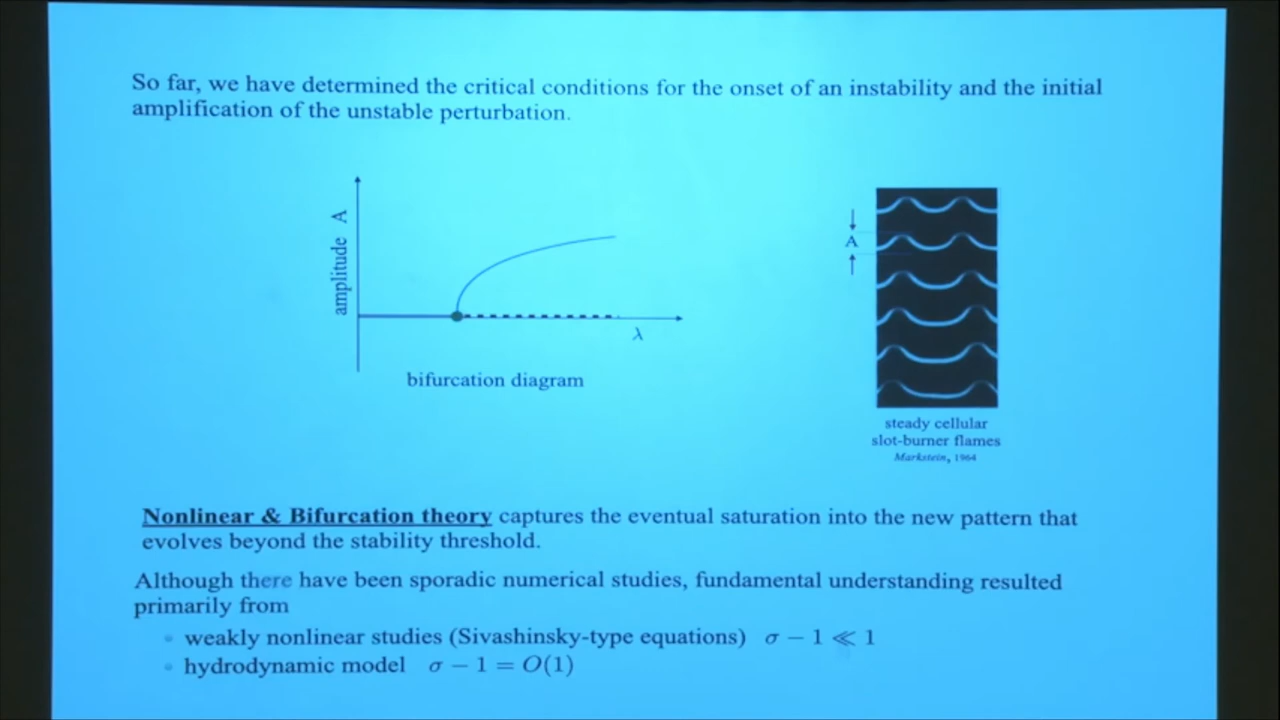 So far, we have determined the critical conditions for the onset of an instability and the initial
amplification of the unstable perturbation.
amplitude A
λ
bifurcation diagram
A
steady cellular
slot-burner flames
Markstein, 1964
Nonlinear & Bifurcation theory captures the eventual saturation into the new pattern that
evolves beyond the stability threshold.
Although there have been sporadic numerical studies, fundamental understanding resulted
primarily from
• weakly nonlinear studies (Sivashinsky-type equations) σ − 1 ≪ 1
• hydrodynamic model σ − 1 = O(1)